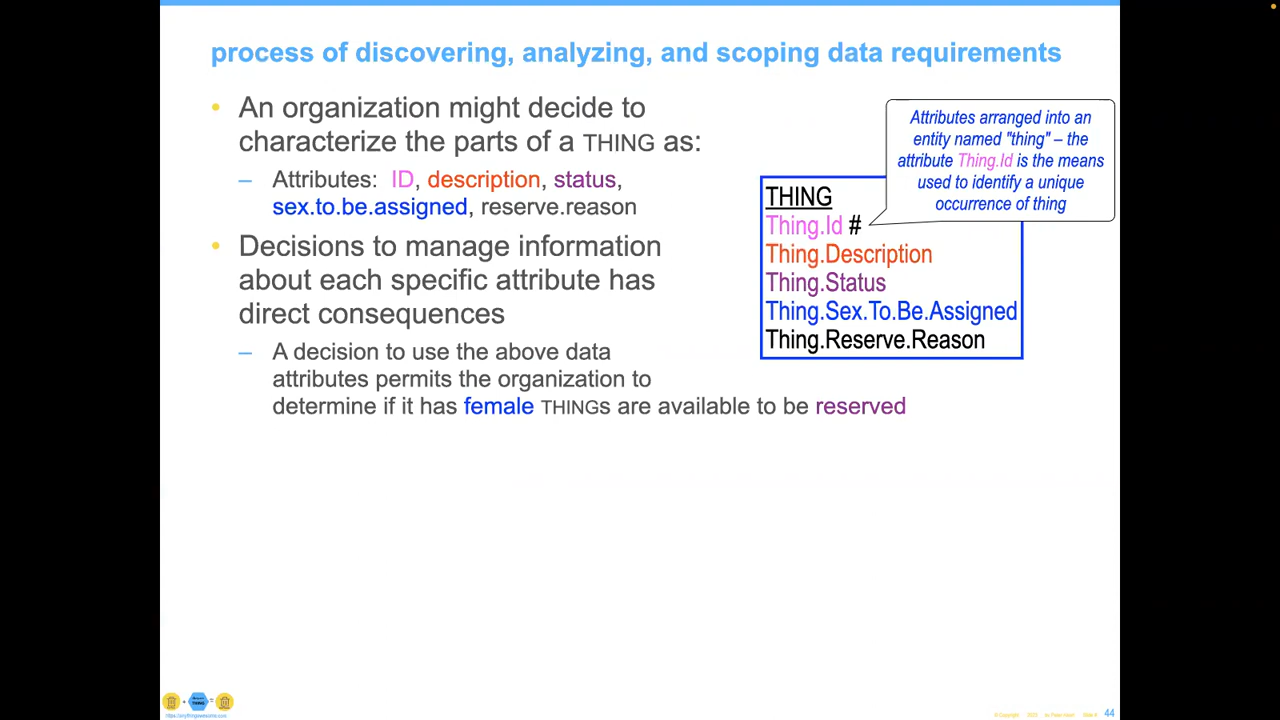 process of discovering, analyzing, and scoping data requirements
• An organization might decide to
characterize the parts of a THING as:
– Attributes: ID, description, status,
sex.to.be.assigned, reserve.reason
• Decisions to manage information
about each specific attribute has
direct consequences
– A decision to use the above data
attributes permits the organization to
determine if it has female THINGs are available to be reserved
Attributes arranged into an
entity named "thing" – the
attribute Thing.Id is the means
used to identify a unique
occurrence of thing
THING
Thing.Id #
Thing.Description
Thing.Status
Thing.Sex.To.Be.Assigned
Thing.Reserve.Reason
© Copyright 2023 Slide #
44